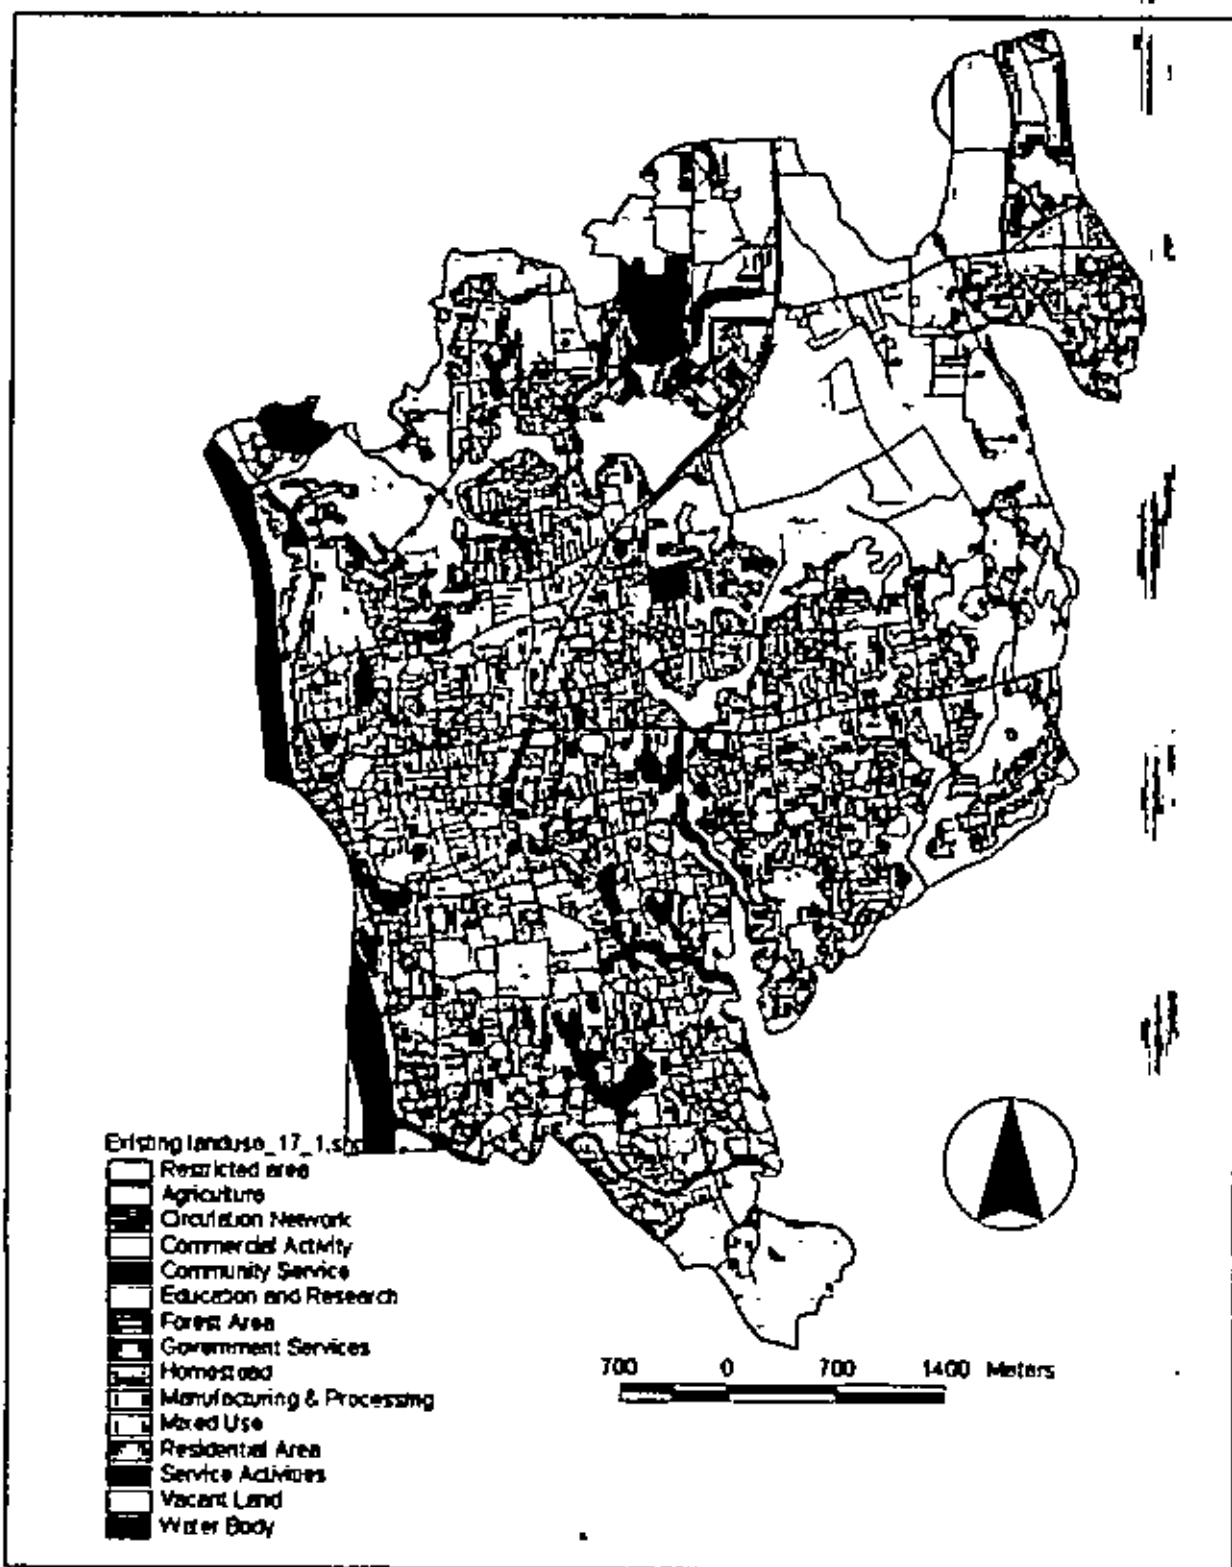 Existing landuse_17_1.shp
Restricted area
Agriculture
Circulation Network
Commercial Activity
Community Service
Education and Research
Forest Area
Government Services
Homestead
Manufacturing & Processing
Mixed Use
Residential Area
Service Activities
Vacant Land
Water Body
700 0 700 1400 Meters